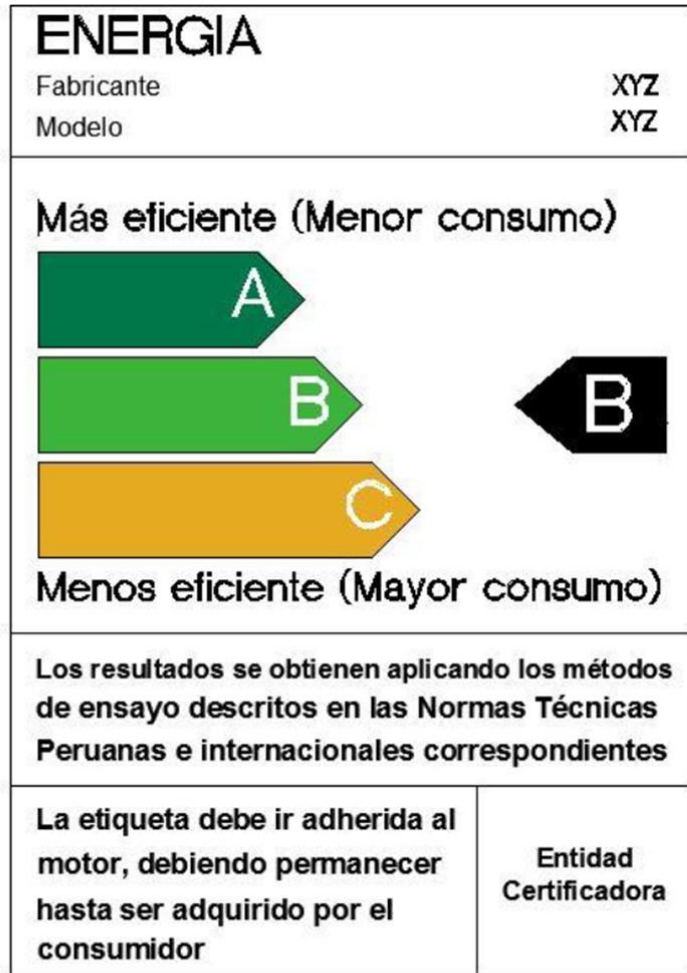 ENERGIA
Fabricante XYZ
Modelo XYZ
Más eficiente (Menor consumo)
A
B B
C
Menos eficiente (Mayor consumo)
Los resultados se obtienen aplicando los métodos
de ensayo descritos en las Normas Técnicas
Peruanas e internacionales correspondientes
La etiqueta debe ir adherida al
motor, debiendo permanecer
hasta ser adquirido por el
consumidor
Entidad
Certificadora